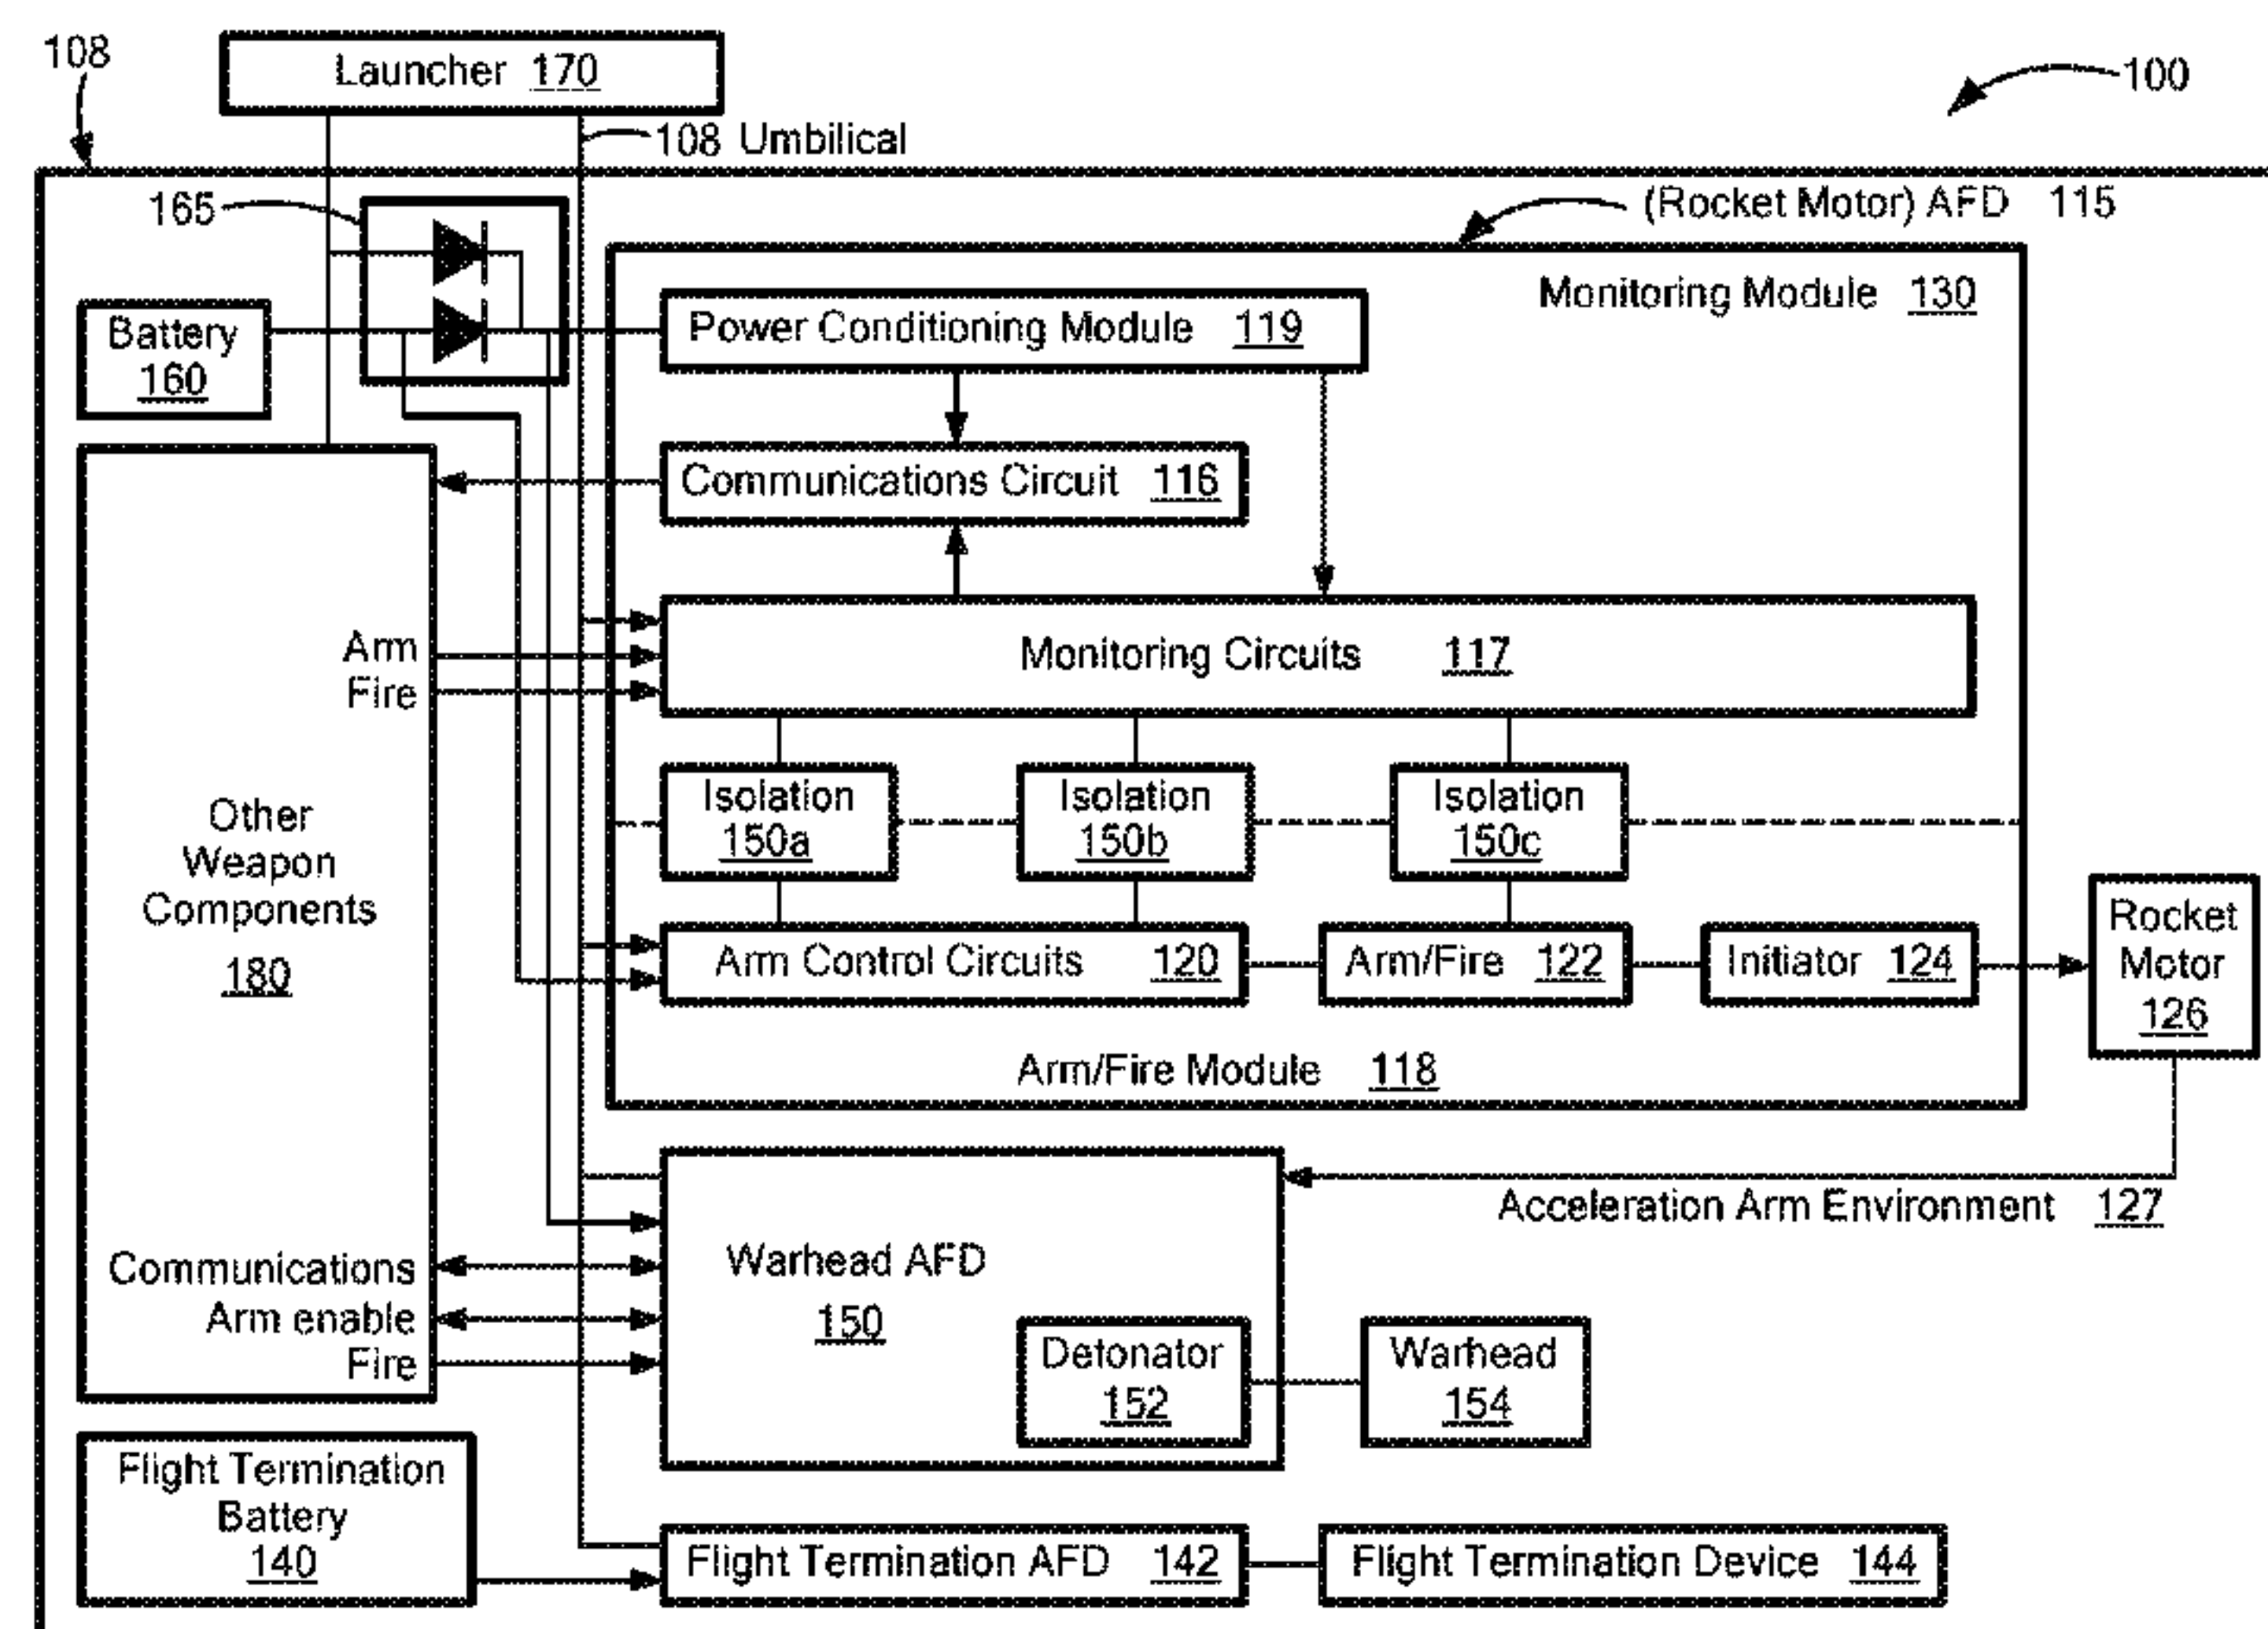 108
Launcher 170
100
108 Umbilical
165
(Rocket Motor) AFD 115
Monitoring Module 130
Battery
160
Power Conditioning Module 119
Communications Circuit 116
Arm
Fire
Monitoring Circuits 117
Other
Weapon
Components
180
Isolation
150a
Isolation
150b
Isolation
150c
Arm Control Circuits 120
Arm/Fire 122
Initiator 124
Rocket
Motor
126
Arm/Fire Module 118
Acceleration Arm Environment 127
Communications
Arm enable
Fire
Warhead AFD
150
Detonator
152
Warhead
154
Flight Termination
Battery
140
Flight Termination AFD 142
Flight Termination Device 144